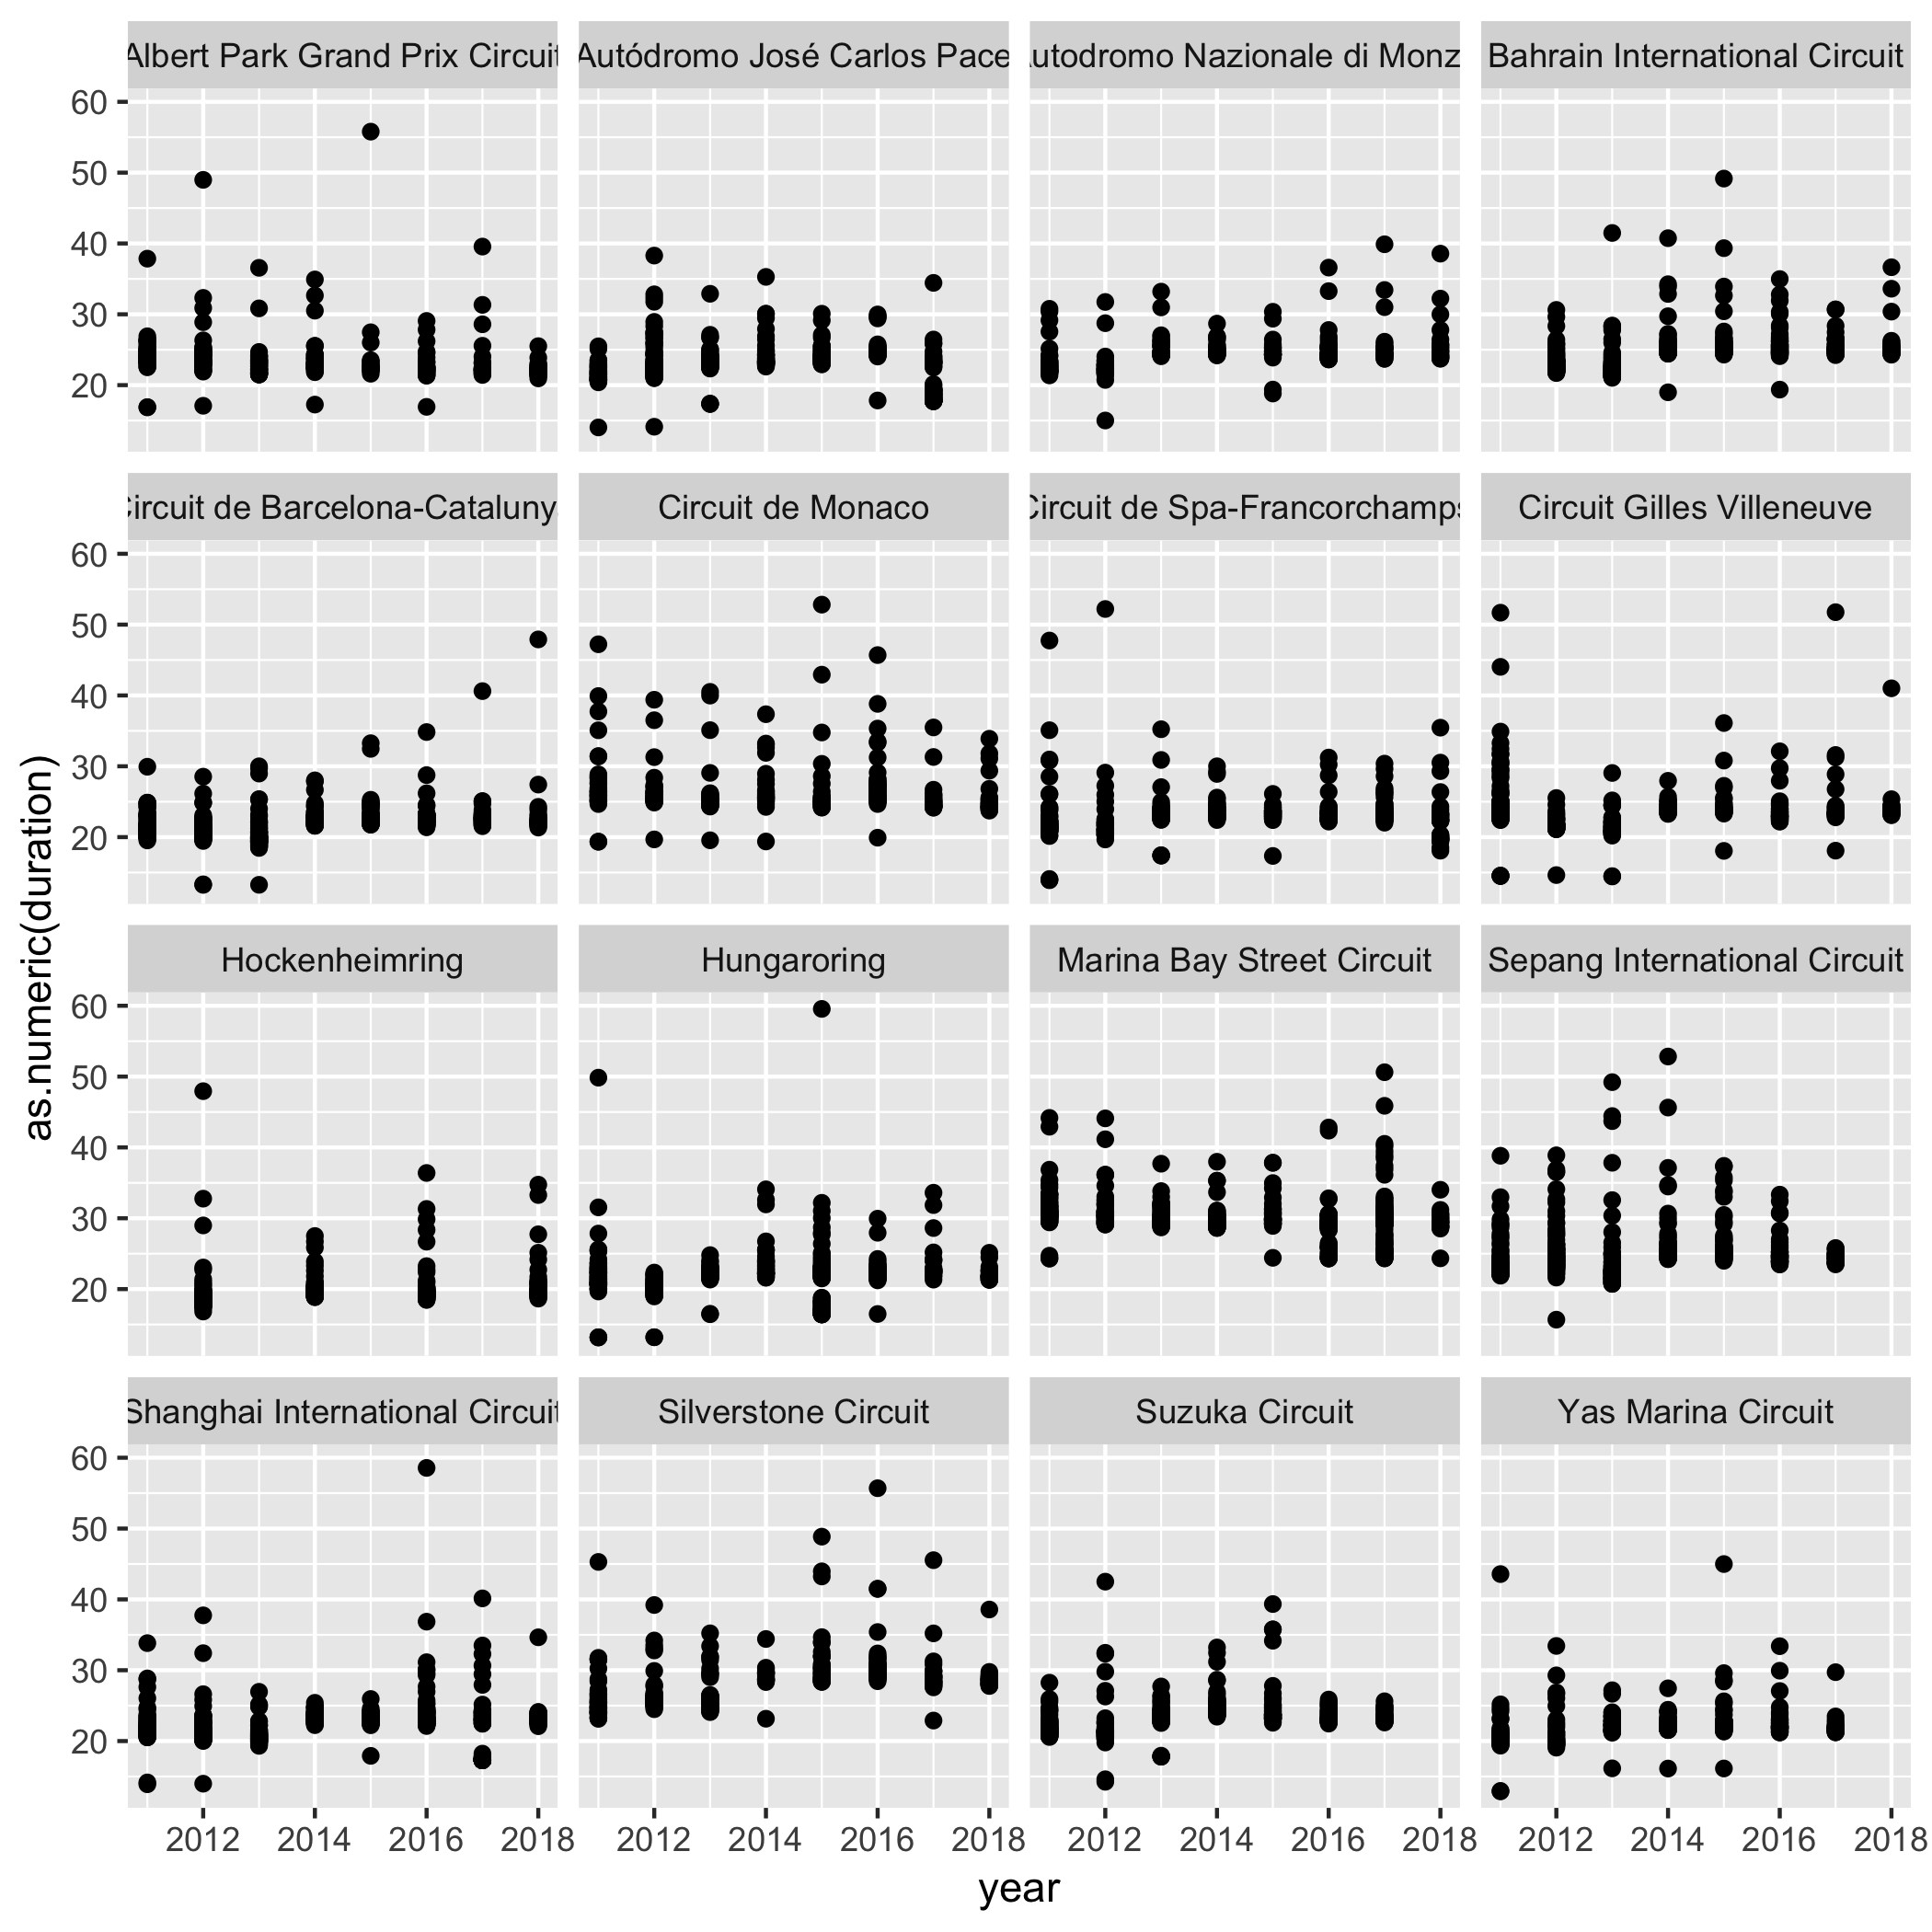 Albert Park Grand Prix Circuit
Autódromo José Carlos Pace
utodromo Nazionale di Monz
Bahrain International Circuit
60
50
40
30
20
Circuit de Barcelona-Cataluny
Circuit de Monaco
Circuit de Spa-Francorchamps
Circuit Gilles Villeneuve
60
50
40
30
20
as.numeric(duration)
Hockenheimring
Hungaroring
Marina Bay Street Circuit
Sepang International Circuit
60
50
40
30
20
Shanghai International Circuit
Silverstone Circuit
Suzuka Circuit
Yas Marina Circuit
60
50
40
30
20
2012 2014 2016 2018 2012 2014 2016 2018 2012 2014 2016 2018 2012 2014 2016 2018
year